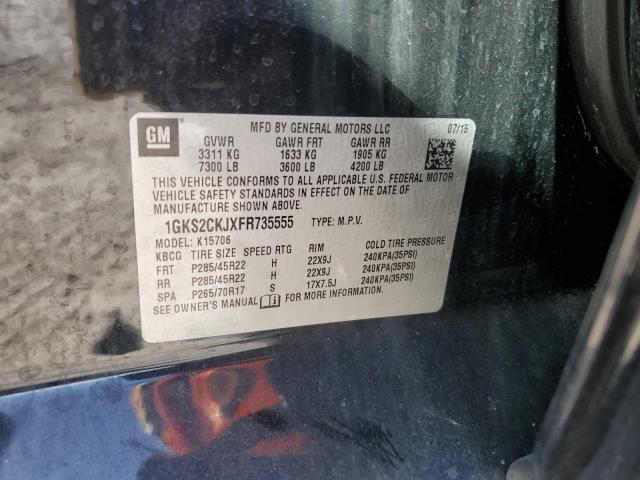 GM
MFD BY GENERAL MOTORS LLC 07/15
GVWR GAWR FRT GAWR RR
3311 KG 1633 KG 1905 KG
7300 LB 3600 LB 4200 LB
THIS VEHICLE CONFORMS TO ALL APPLICABLE U.S. FEDERAL MOTOR
VEHICLE SAFETY STANDARDS IN EFFECT ON THE DATE OF
MANUFACTURE SHOWN ABOVE.
1GKS2CKJXFR735555 TYPE: M.P.V.
MODEL: K15706
KBCG TIRE SIZE SPEED RTG RIM COLD TIRE PRESSURE
FRT P285/45R22 H 22X9J 240KPA(35PSI)
RR P285/45R22 H 22X9J 240KPA(35PSI)
SPA P265/70R17 S 17X7.5J 240KPA(35PSI)
SEE OWNER'S MANUAL FOR MORE INFORMATION.